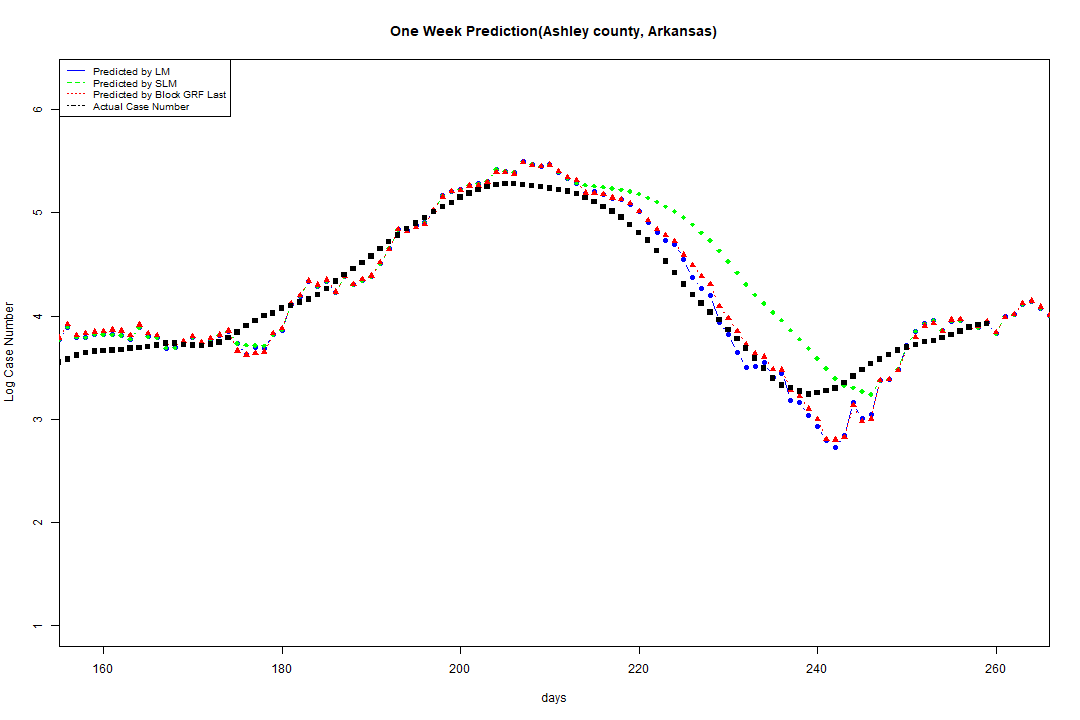 One Week Prediction(Ashley county, Arkansas)
Predicted by LM
Predicted by SLM
Predicted by Block GRF Last
Actual Case Number
6
5
4
3
2
1
Log Case Number
160 180 200 220 240 260
days